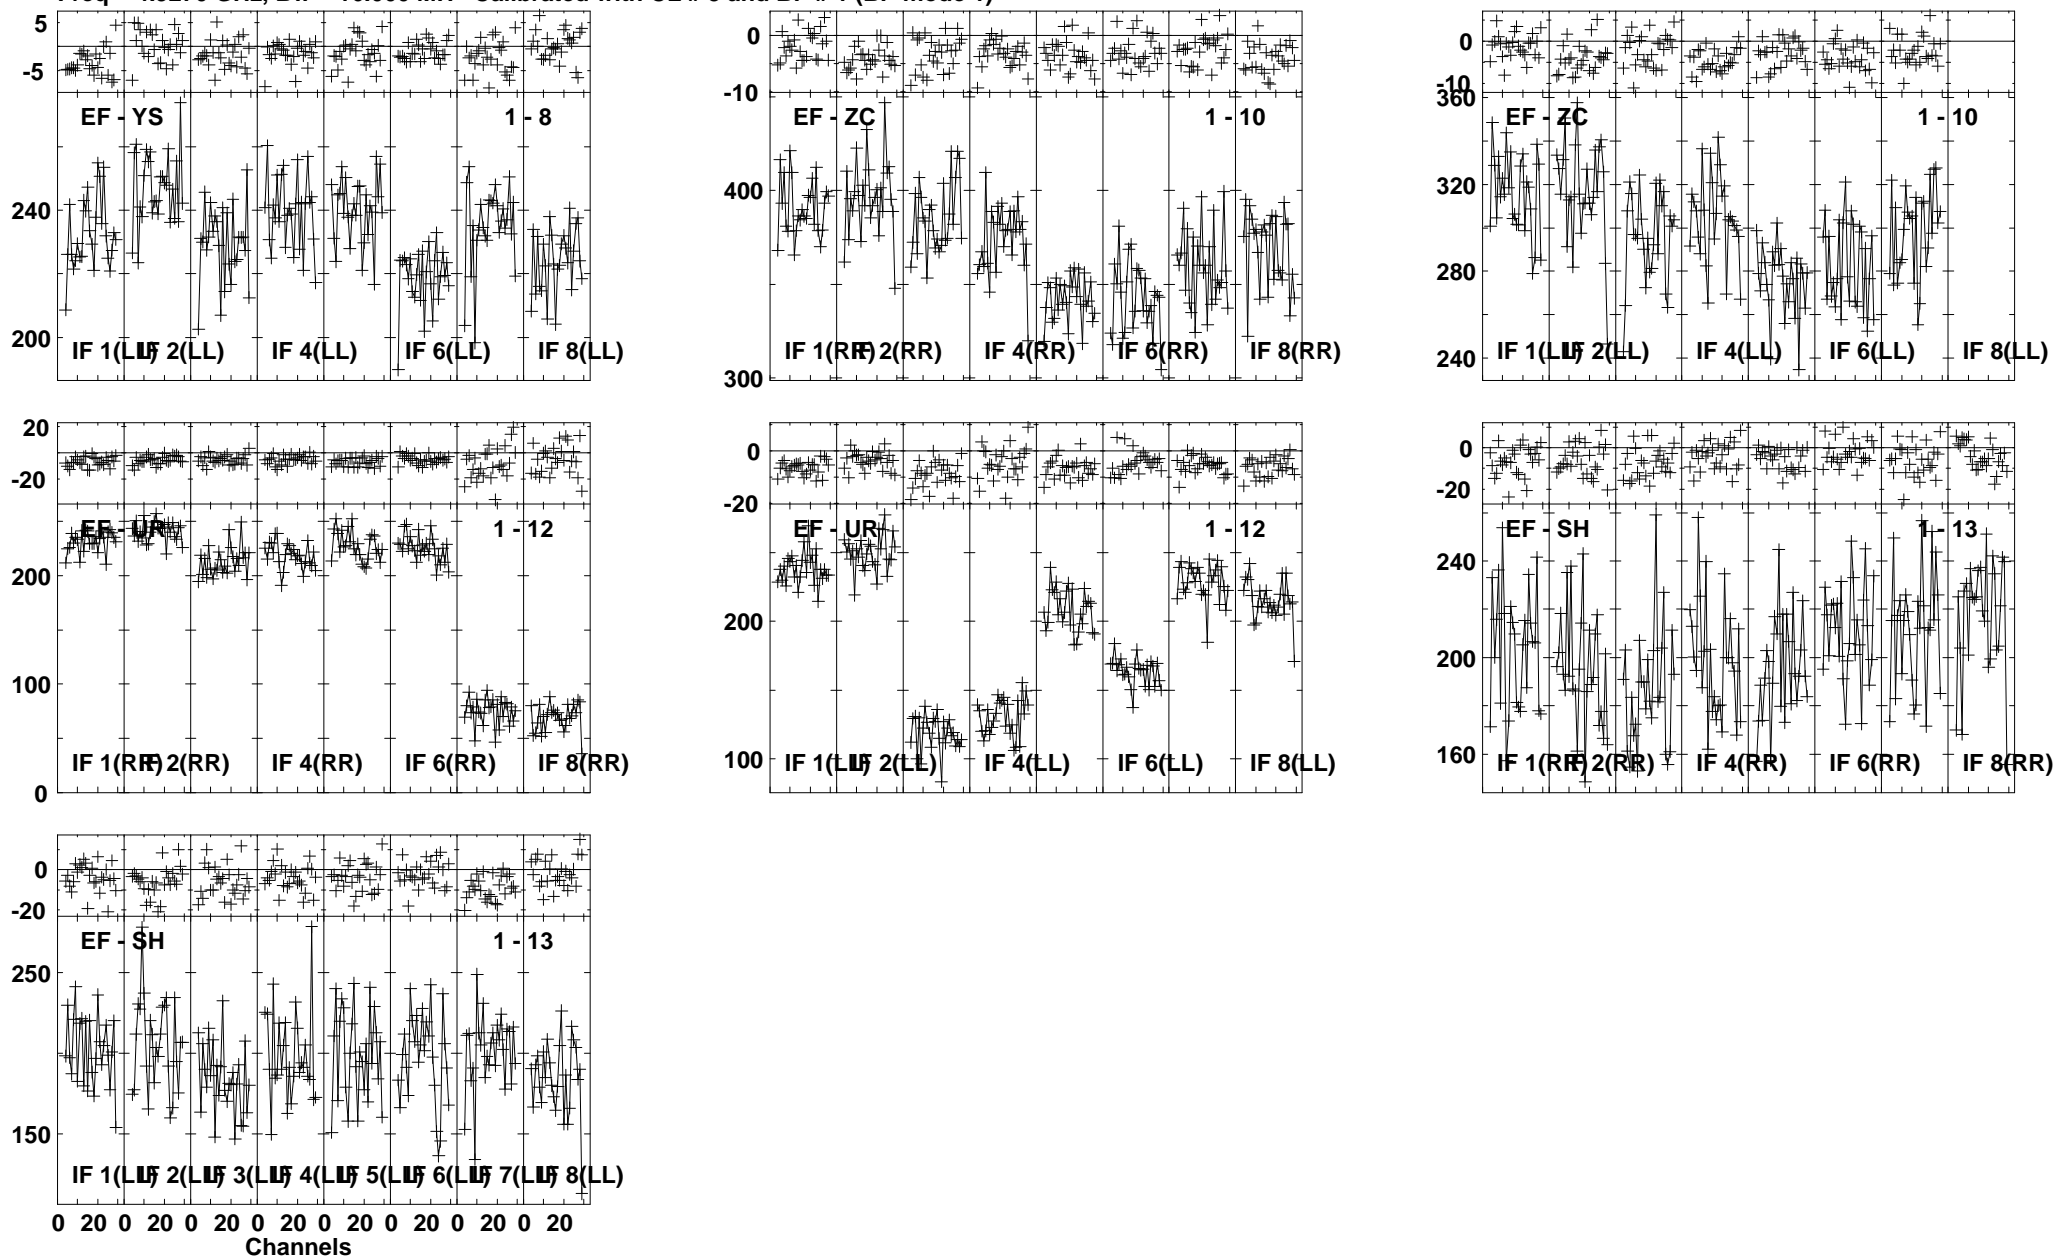 5
-5
EF - YS
1 - 8
240
200
IF 1(LL) IF 2(LL) IF 4(LL) IF 6(LL) IF 8(LL)
0
-10
EF - ZC
1 - 10
400
300
IF 1(RR) IF 2(RR) IF 4(RR) IF 6(RR) IF 8(RR)
0
-10
360
EF - ZC
1 - 10
320
280
240
IF 1(LL) IF 2(LL) IF 4(LL) IF 6(LL) IF 8(LL)
20
-20
EF - UR
1 - 12
200
100
0
IF 1(RR) IF 2(RR) IF 4(RR) IF 6(RR) IF 8(RR)
0
-20
EF - UR
1 - 12
200
100
IF 1(LL) IF 2(LL) IF 4(LL) IF 6(LL) IF 8(LL)
0
-20
EF - SH
1 - 13
240
200
160
IF 1(RR) IF 2(RR) IF 4(RR) IF 6(RR) IF 8(RR)
0
-20
EF - SH
1 - 13
250
150
IF 1(LL) IF 2(LL) IF 3(LL) IF 4(LL) IF 5(LL) IF 6(LL) IF 7(LL) IF 8(LL)
0 20 0 20 0 20 0 20 0 20 0 20 0 20 0 20
Channels